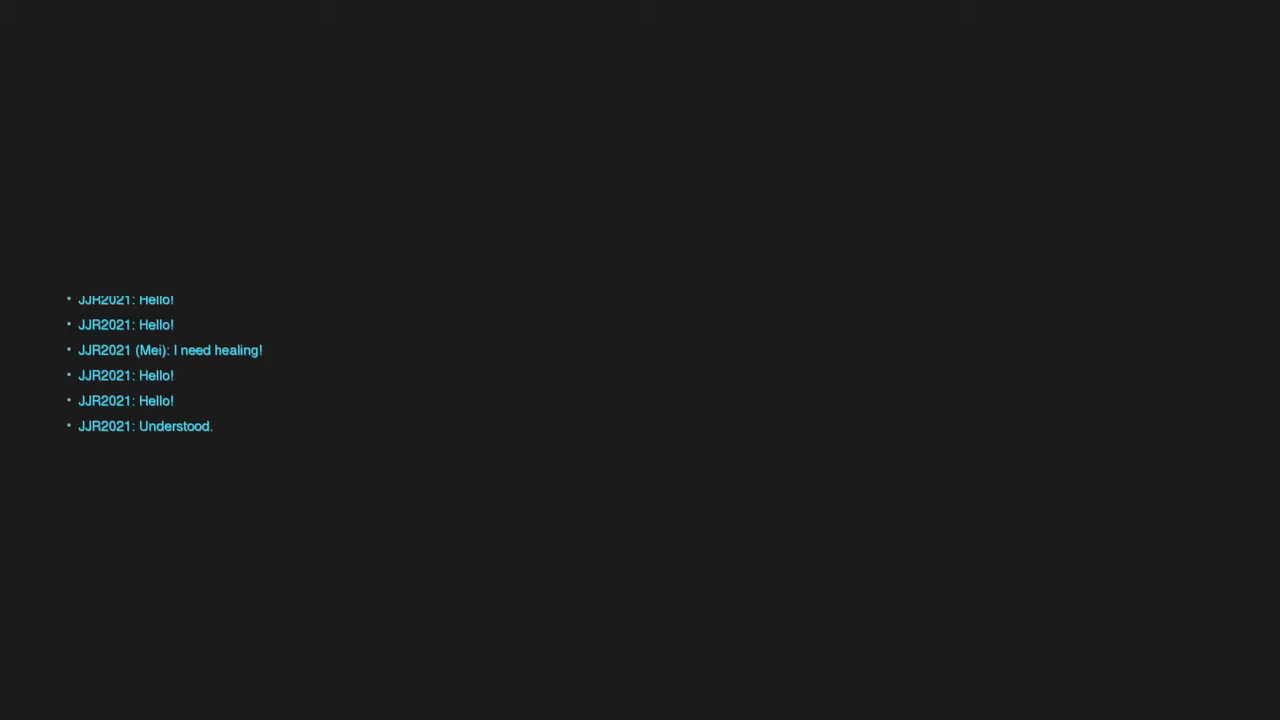 • JJR2021: Hello!
• JJR2021: Hello!
• JJR2021 (Mei): I need healing!
• JJR2021: Hello!
• JJR2021: Hello!
• JJR2021: Understood.